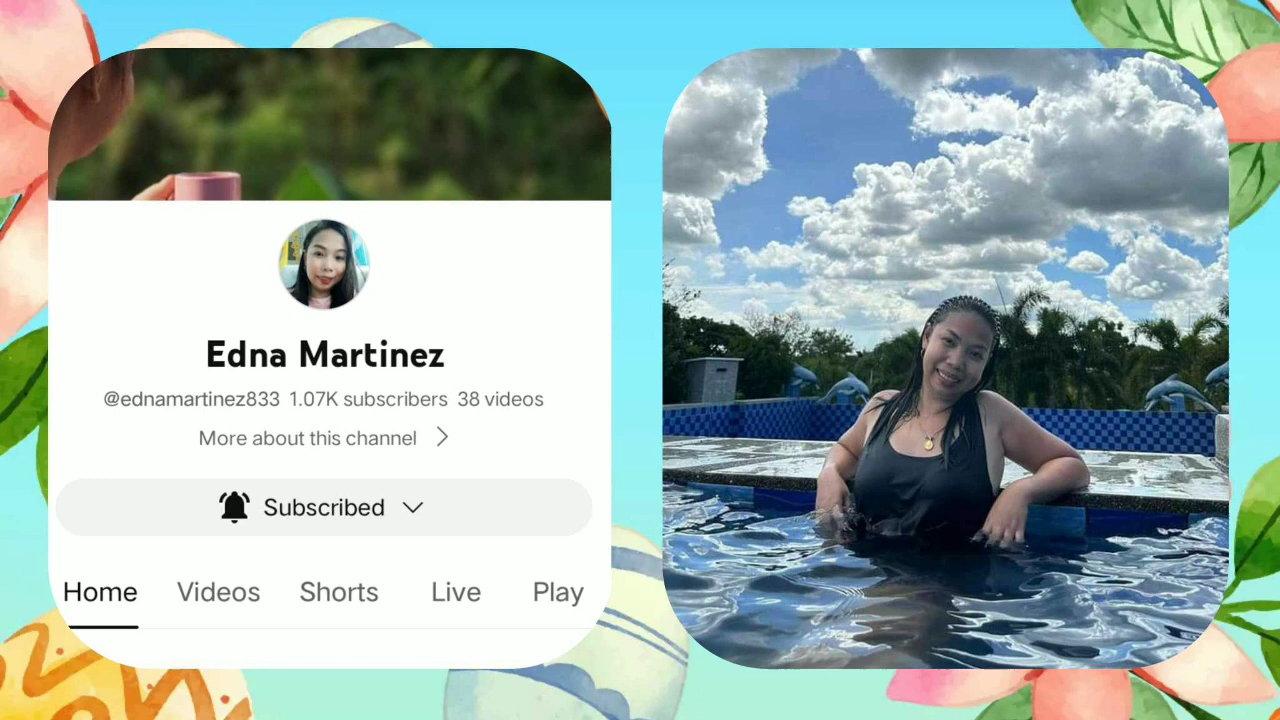 Edna Martinez
@ednamartinez833 1.07K subscribers 38 videos
More about this channel
Subscribed
Home Videos Shorts Live Play